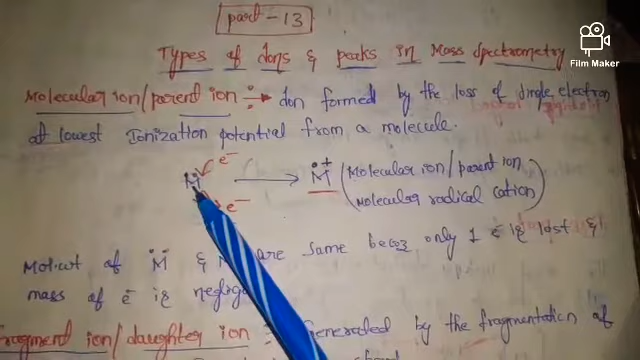 part - 13
Film Maker
Types of Ions & peaks in Mass Spectrometry
Molecular ion/parent ion ÷→ Ion formed by the loss of single electron
at lowest Ionization potential from a molecule.
e⁻
M̈ → Ṁ⁺ (Molecular ion/parent ion
Molecular radical cation)
e⁻
Mol.wt of M̈ & are same becoz only 1 e⁻ is lost &
mass of e⁻ is
Fragment ion/daughter ion Generated by the fragmentation of